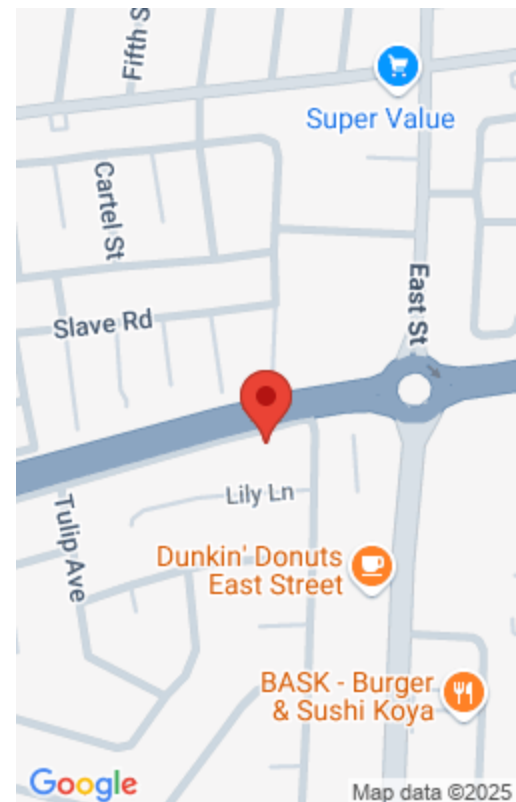 Fifth S
Super Value
Cartel St
East St
Slave Rd
Lily Ln
Tulip Ave
Dunkin' Donuts
East Street
BASK - Burger
& Sushi Koya
Google
Map data ©2025